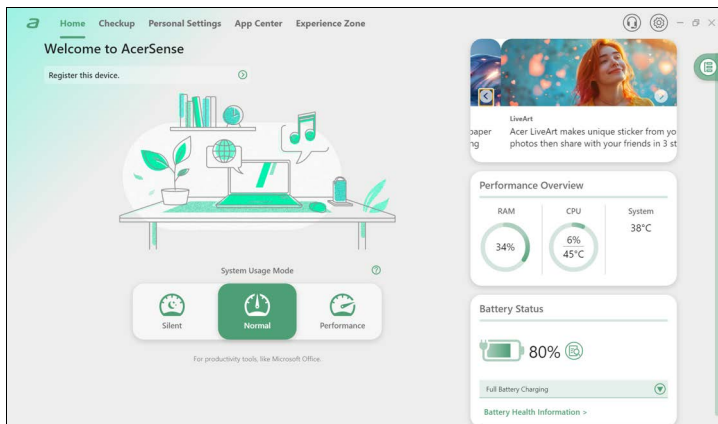 Home Checkup Personal Settings App Center Experience Zone
Welcome to AcerSense
Register this device.
System Usage Mode
Silent
Normal
Performance
For productivity tools, like Microsoft Office.
LiveArt
paper Acer LiveArt makes unique sticker from yo
ng photos then share with your friends in 3 st
Performance Overview
RAM CPU System
34%
6%
45°C
38°C
Battery Status
80%
Full Battery Charging
Battery Health Information >